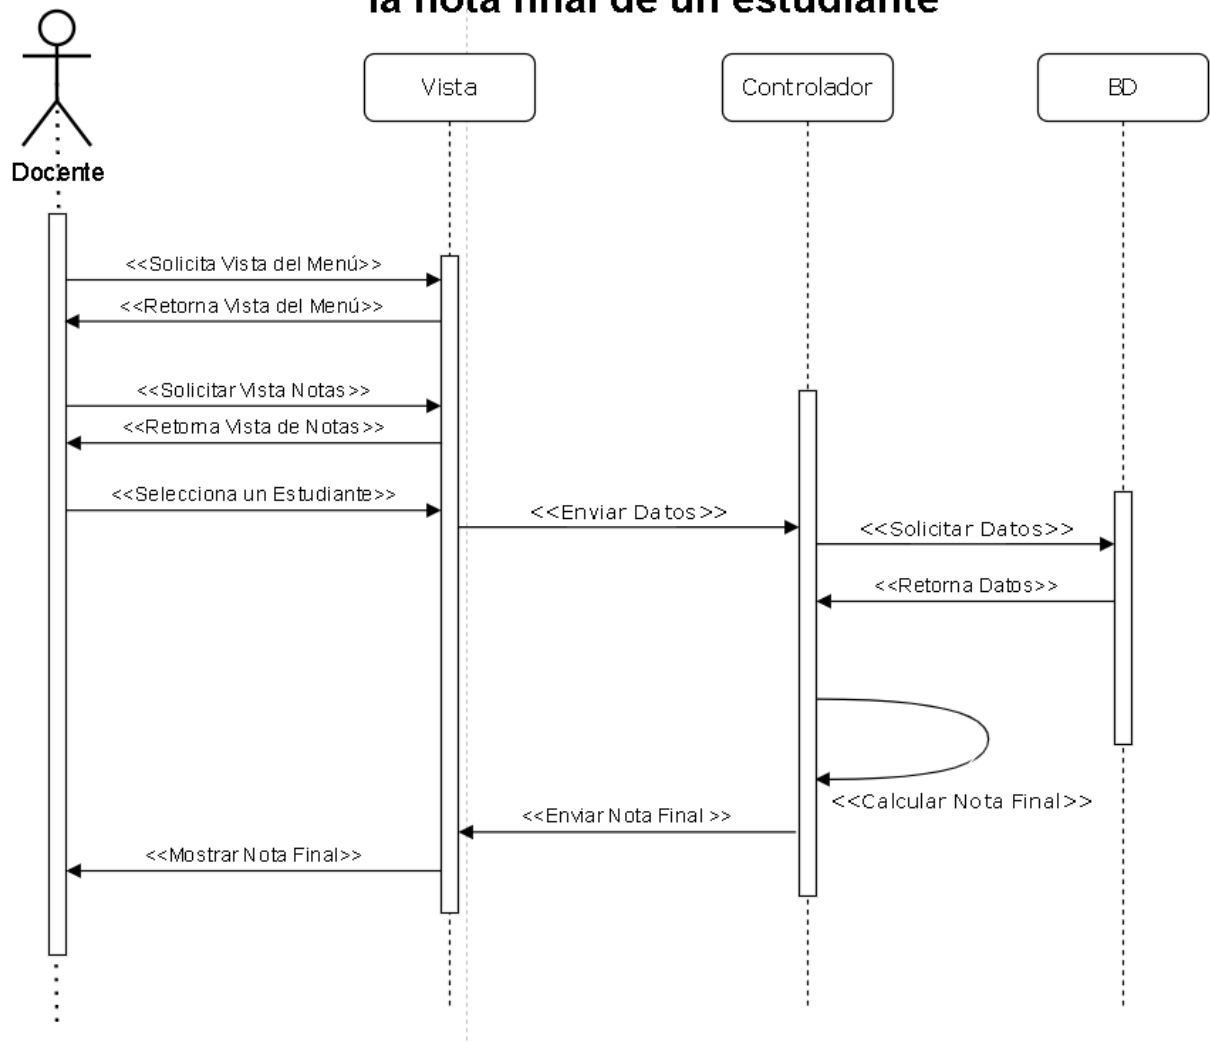 la nota final de un estudiante
Vista
Controlador
BD
Docente
<<Solicita Vista del Menú>>
<<Retorna Vista del Menú>>
<<Solicitar Vista Notas>>
<<Retorna Vista de Notas>>
<<Selecciona un Estudiante>>
<<Enviar Datos>>
<<Solicitar Datos>>
<<Retorna Datos>>
<<Calcular Nota Final>>
<<Enviar Nota Final >>
<<Mostrar Nota Final>>